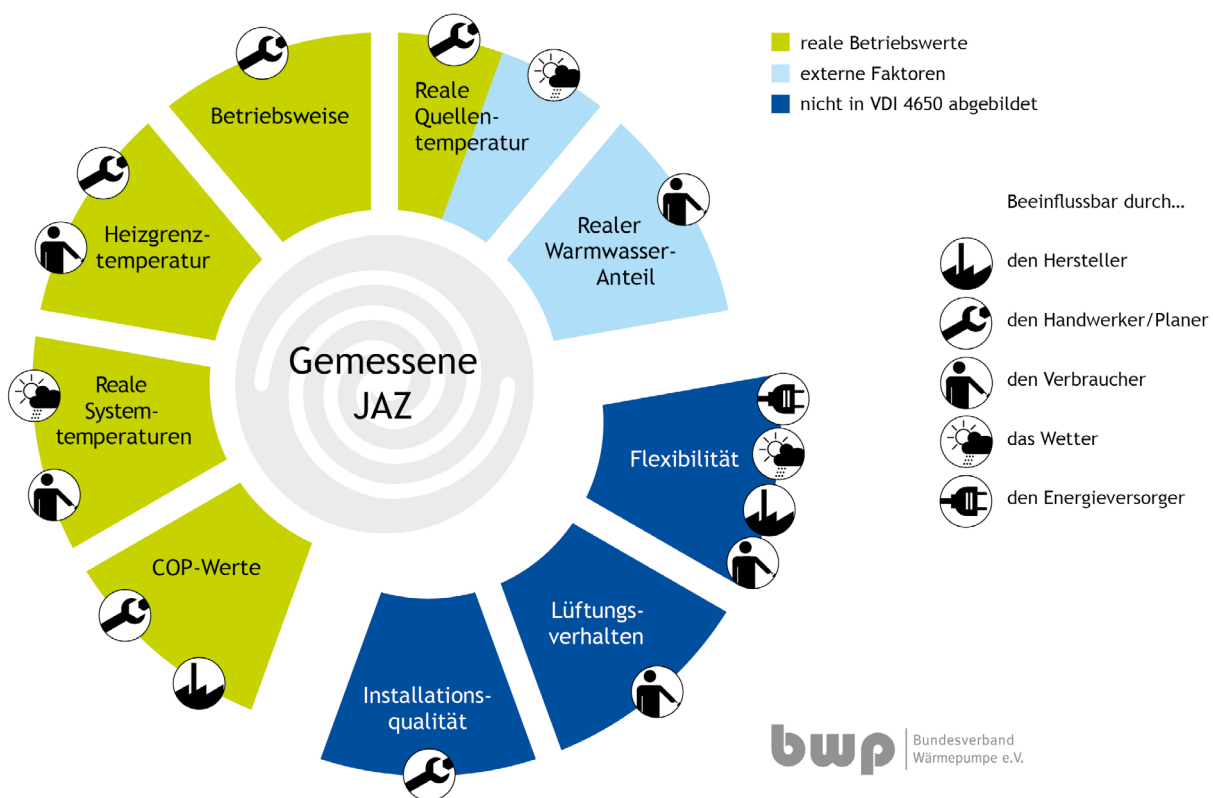 Betriebsweise
Reale
Quellen-
temperatur
Realer
Warmwasser-
Anteil
Heizgrenz-
temperatur
Reale
System-
temperaturen
COP-Werte
Gemessene
JAZ
Flexibilität
Lüftungs-
verhalten
Installations-
qualität
reale Betriebswerte
externe Faktoren
nicht in VDI 4650 abgebildet
Beeinflussbar durch...
den Hersteller
den Handwerker/Planer
den Verbraucher
das Wetter
den Energieversorger
bwp
Bundesverband
Wärmepumpe e.V.